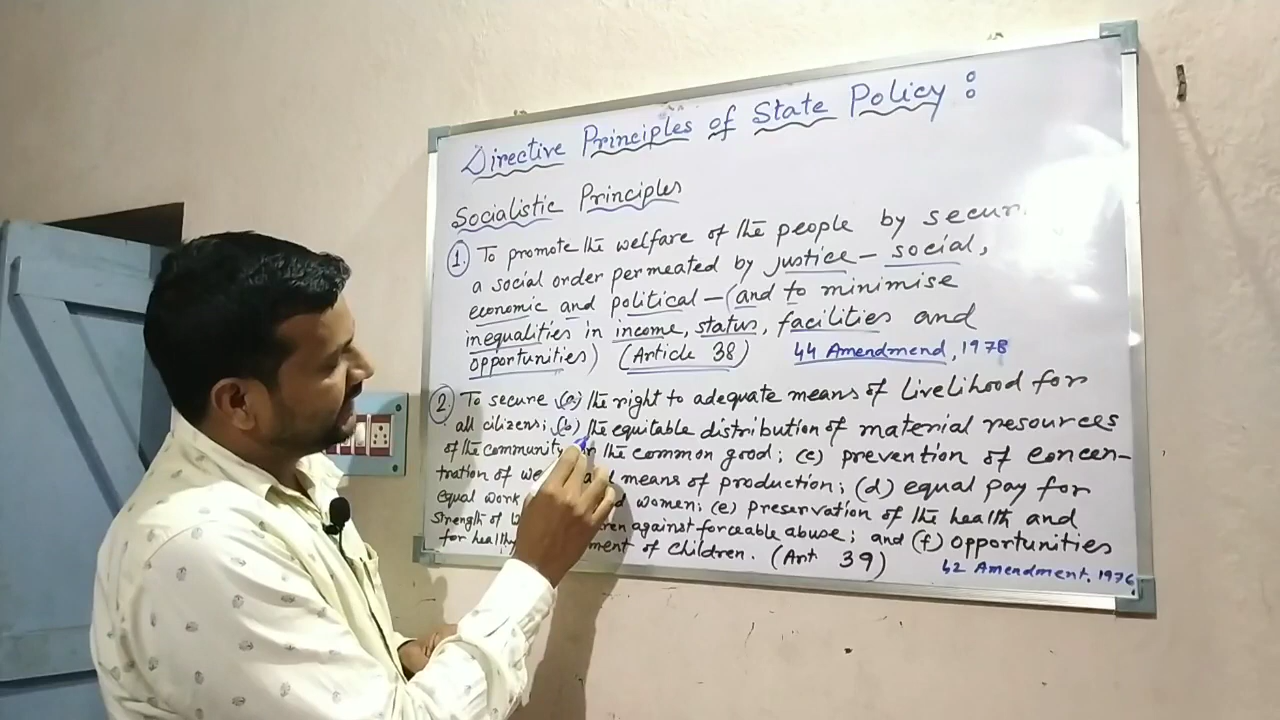 Directive Principles of State Policy :
Socialistic Principles
1. To promote the welfare of the people by secur
a social order permeated by justice – social,
economic and political – (and to minimise
inequalities in income, status, facilities and
opportunities) (Article 38) 44 Amendmend, 1978
2. To secure (a) the right to adequate means of Livelihood for
all citizens; (b) the equitable distribution of material resources
of the community the common good; (c) prevention of concen-
tration of means of production; (d) equal pay for
equal work women; (e) preservation of the health and
strength of against forceable abuse; and (f) opportunities
for of children. (Art 39) 42 Amendment, 1976